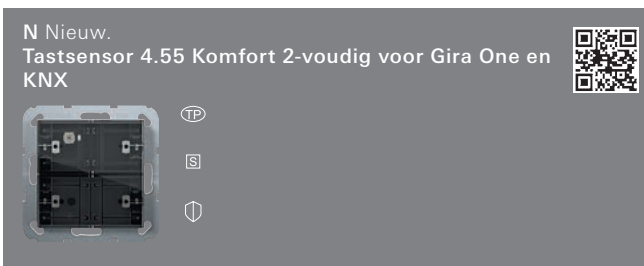 N Nieuw.
Tastsensor 4.55 Komfort 2-voudig voor Gira One en
KNX
TP
S